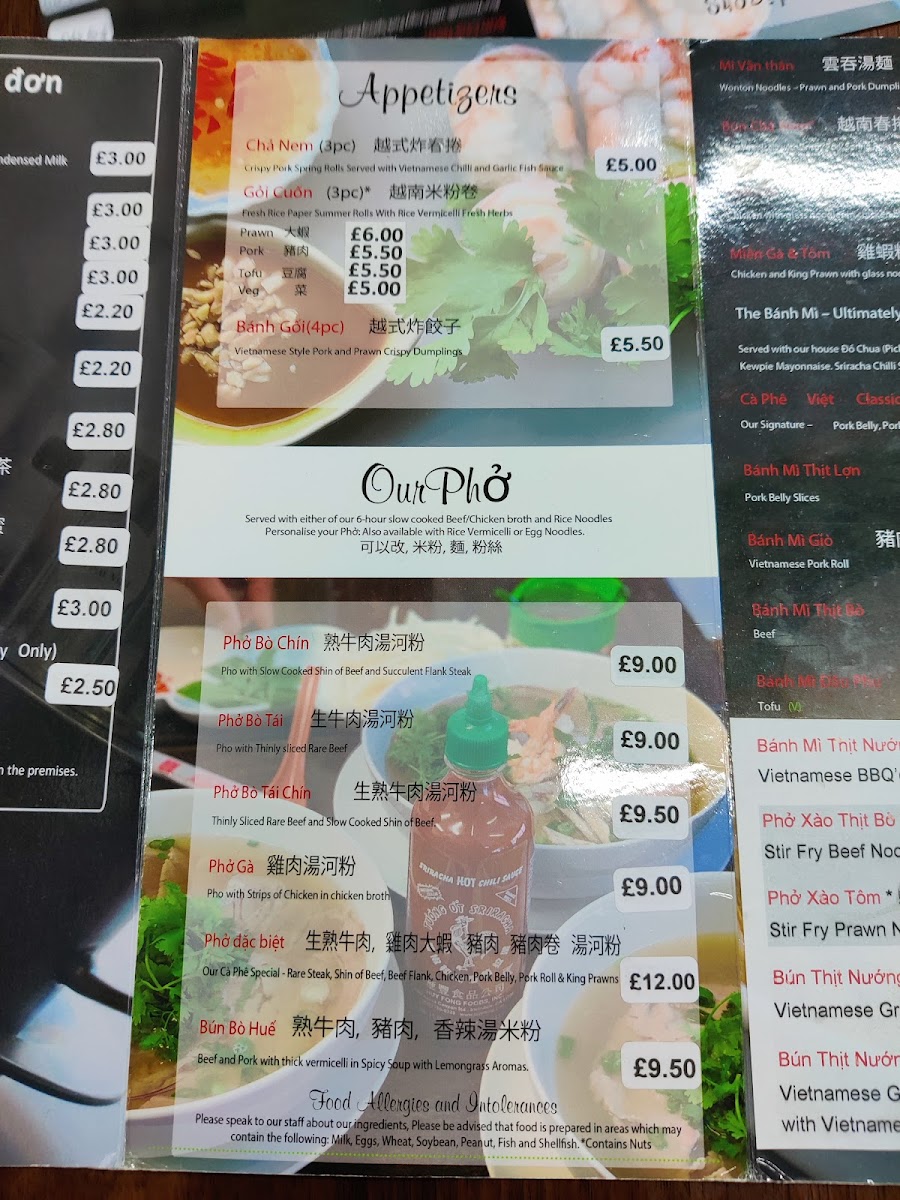 đơn
ndensed Milk £3.00
£3.00
£3.00
£3.00
£2.20
£2.20
£2.80
茶
£2.80
£2.80
£3.00
y Only)
£2.50
n the premises.
Appetizers
Chả Nem (3pc) 越式炸春捲
Crispy Pork Spring Rolls Served with Vietnamese Chilli and Garlic Fish Sauce £5.00
Gỏi Cuốn (3pc)* 越南米粉卷
Fresh Rice Paper Summer Rolls With Rice Vermicelli Fresh Herbs
Prawn 大蝦 £6.00
Pork 豬肉 £5.50
Tofu 豆腐 £5.50
Veg 菜 £5.00
Bánh Gối(4pc) 越式炸餃子
Vietnamese Style Pork and Prawn Crispy Dumplings £5.50
Our Phở
Served with either of our 6-hour slow cooked Beef/Chicken broth and Rice Noodles
Personalise your Phở: Also available with Rice Vermicelli or Egg Noodles.
可以改, 米粉, 麵, 粉絲
Phở Bò Chín 熟牛肉湯河粉
Pho with Slow Cooked Shin of Beef and Succulent Flank Steak £9.00
Phở Bò Tái 生牛肉湯河粉
Pho with Thinly sliced Rare Beef £9.00
Phở Bò Tái Chín 生熟牛肉湯河粉
Thinly Sliced Rare Beef and Slow Cooked Shin of Beef. £9.50
Phở Gà 雞肉湯河粉
Pho with Strips of Chicken in chicken broth £9.00
Phở đặc biệt 生熟牛肉, 雞肉大蝦 豬肉 豬肉卷 湯河粉
Our Cà Phê Special - Rare Steak, Shin of Beef, Beef Flank, Chicken, Pork Belly, Pork Roll & King Prawns £12.00
Bún Bò Huế 熟牛肉, 豬肉, 香辣湯米粉
Beef and Pork with thick vermicelli in Spicy Soup with Lemongrass Aromas. £9.50
SRIRACHA HOT CHILI SAUCE
TƯƠNG ỚT SRIRACHA
Food Allergies and Intolerances
Please speak to our staff about our ingredients, Please be advised that food is prepared in areas which may
contain the following: Milk, Eggs, Wheat, Soybean, Peanut, Fish and Shellfish. *Contains Nuts
Mì Vằn thắn 雲吞湯麵
Wonton Noodles - Prawn and Pork Dumpli
越南春捲
Miến Gà & Tôm 雞蝦粉
Chicken and King Prawn with glass noo
The Bánh Mì – Ultimately
Served with our house Đồ Chua (Pick
Kewpie Mayonnaise. Sriracha Chilli S
Cà Phê Việt Classic
Our Signature – Pork Belly, Por
Bánh Mì Thịt Lợn
Pork Belly Slices
Bánh Mì Giò 豬肉
Vietnamese Pork Roll
Bánh Mì Thịt Bò
Beef
Bánh Mì Đậu Phụ
Tofu (V)
Bánh Mì Thịt Nướn
Vietnamese BBQ'
Phở Xào Thịt Bò
Stir Fry Beef Noo
Phở Xào Tôm *
Stir Fry Prawn N
Bún Thịt Nướng
Vietnamese Gr
Bún Thịt Nướn
Vietnamese G
with Vietname